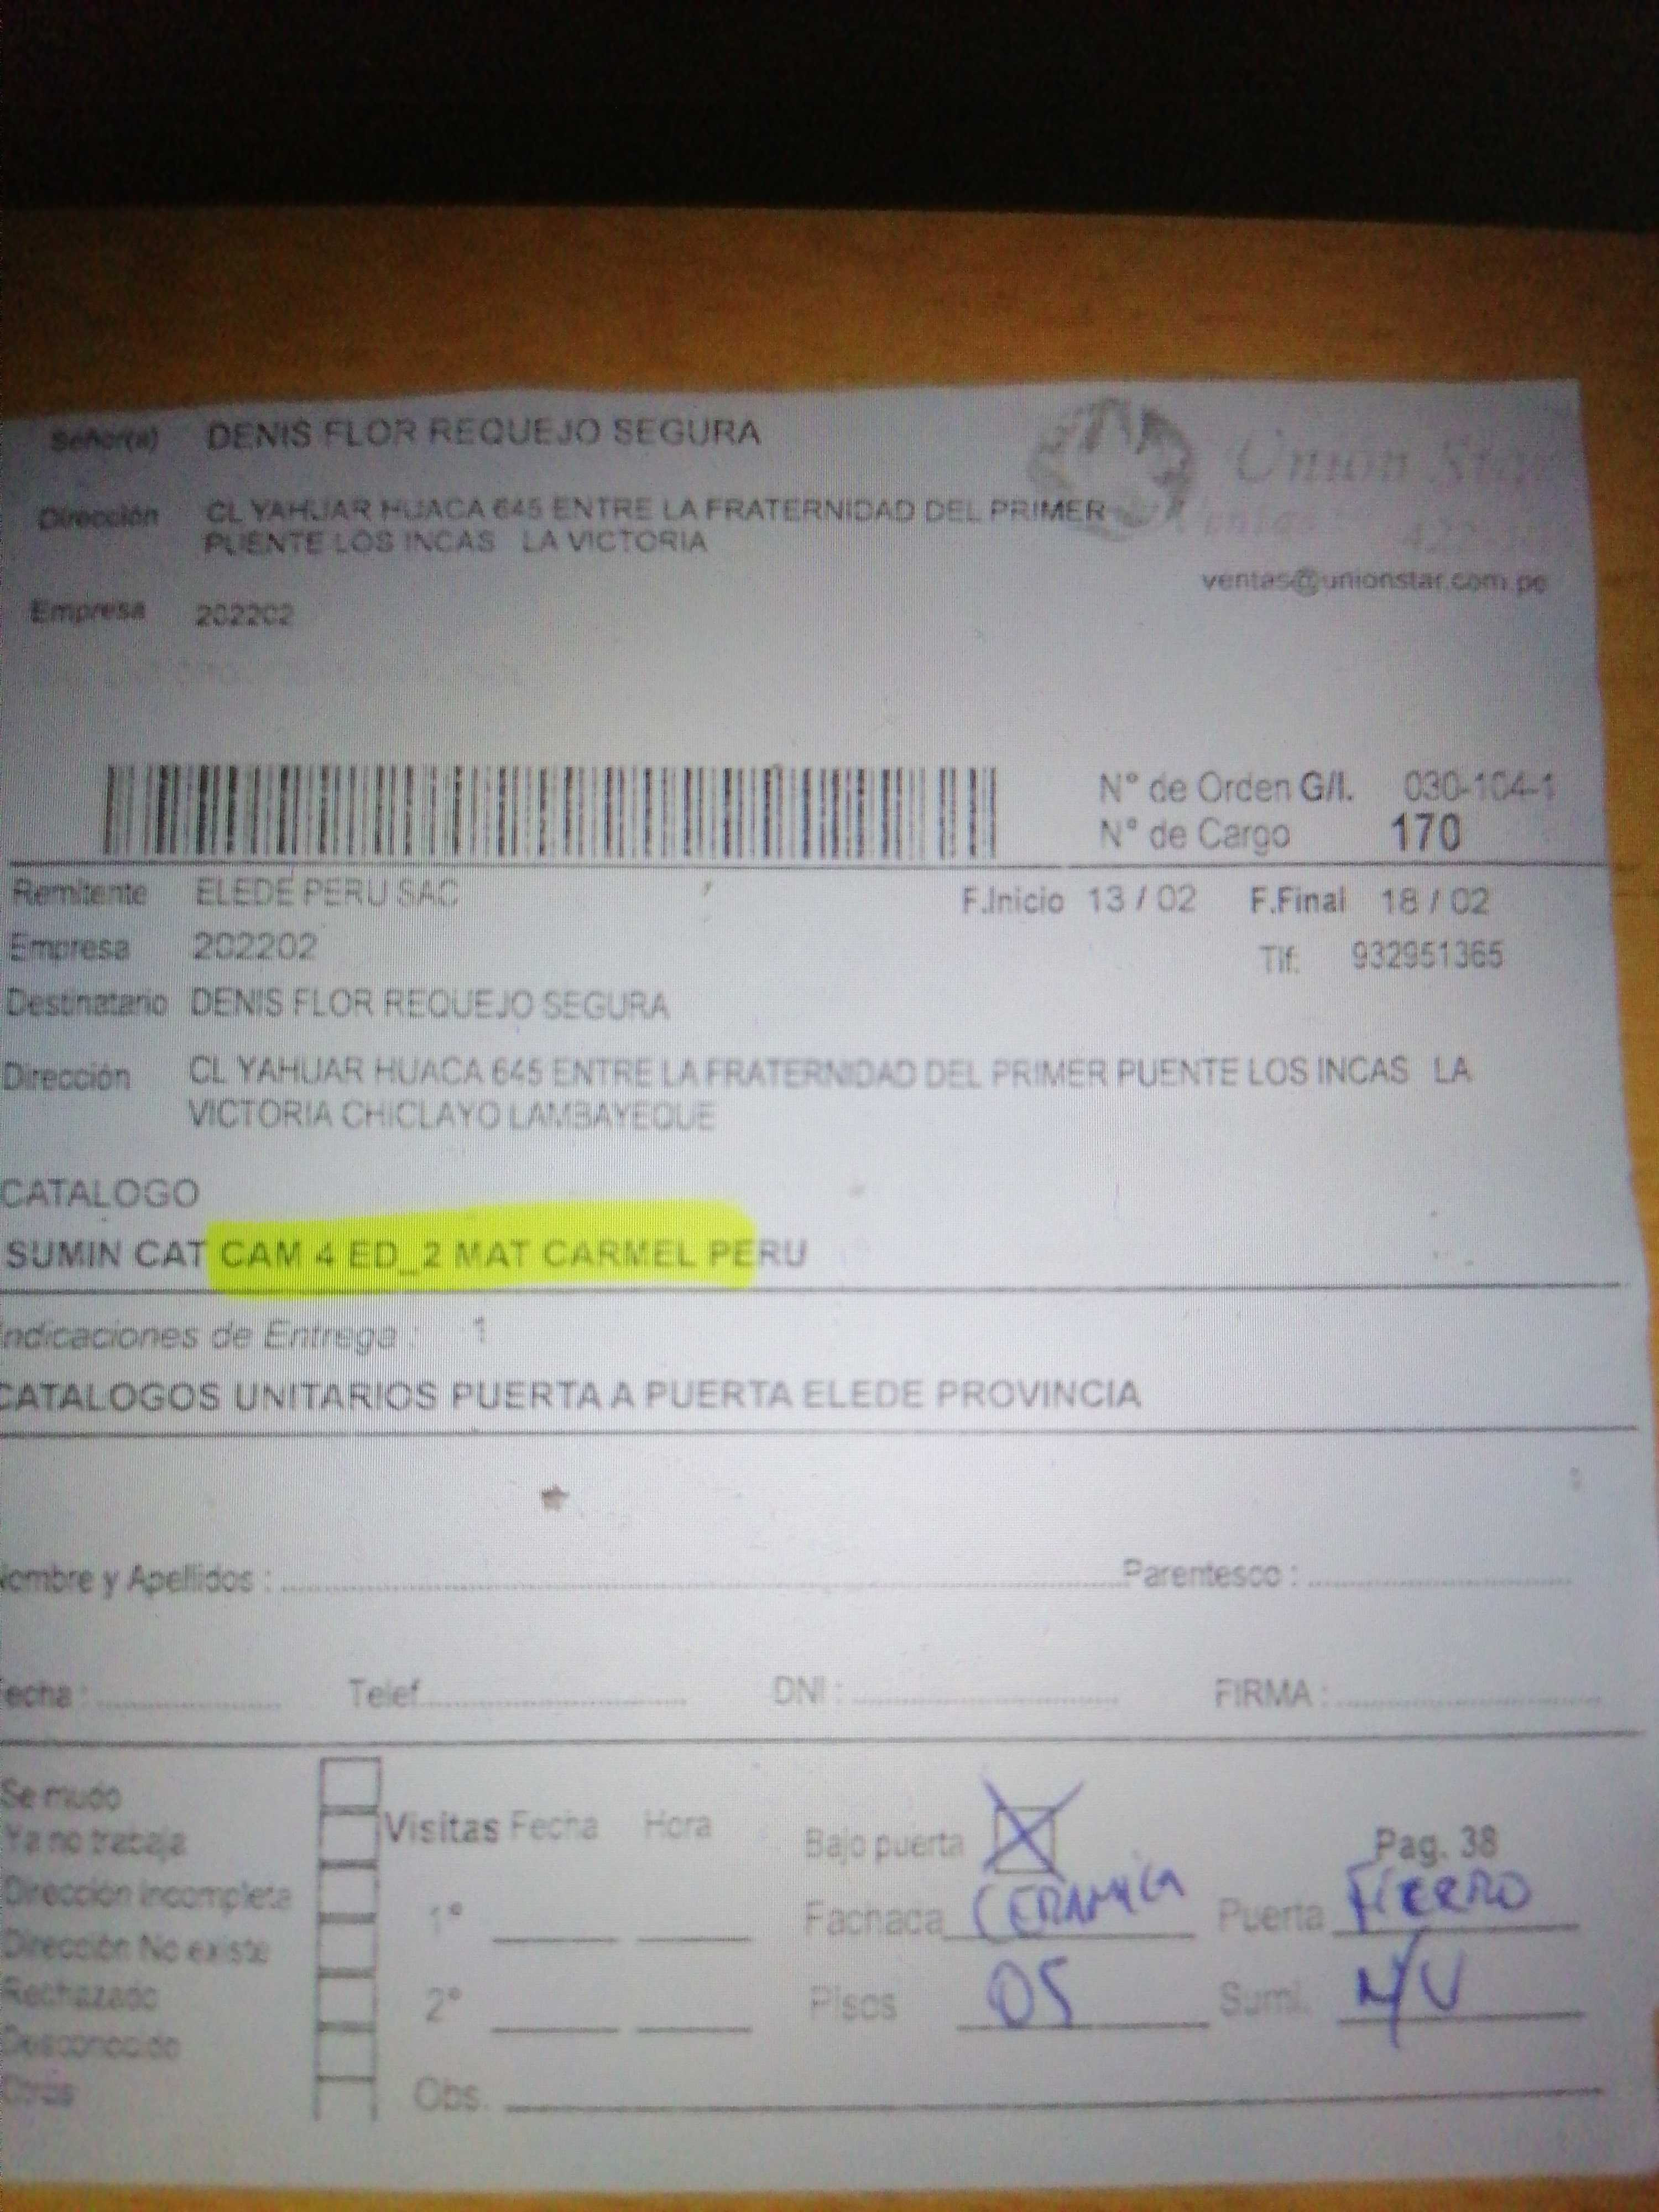 Señor(a) DENIS FLOR REQUEJO SEGURA
Union Star
Dirección CL YAHUAR HUACA 645 ENTRE LA FRATERNIDAD DEL PRIMER
PUENTE LOS INCAS LA VICTORIA
ventas@unionstar.com.pe
Empresa 202202
N° de Orden G/I. 030-104-1
N° de Cargo 170
Remitente ELEDE PERU SAC F.Inicio 13 / 02 F.Final 18 / 02
Empresa 202202 Tlf. 932951365
Destinatario DENIS FLOR REQUEJO SEGURA
Dirección CL YAHUAR HUACA 645 ENTRE LA FRATERNIDAD DEL PRIMER PUENTE LOS INCAS LA
VICTORIA CHICLAYO LAMBAYEQUE
CATALOGO
SUMIN CAT CAM 4 ED_2 MAT CARMEL PERU
Indicaciones de Entrega : 1
CATALOGOS UNITARIOS PUERTA A PUERTA ELEDE PROVINCIA
Nombre y Apellidos : Parentesco :
Fecha : Telef. DNI : FIRMA :
Se mudo
Ya no trabaja
Dirección incompleta
Dirección No existe
Rechazado
Desconocido
Otros
Visitas Fecha Hora
1°
2°
Obs.
Bajo puerta Pag. 38
Fachada CERAMICA Puerta FIERRO
Pisos 05 Sumi. N/V